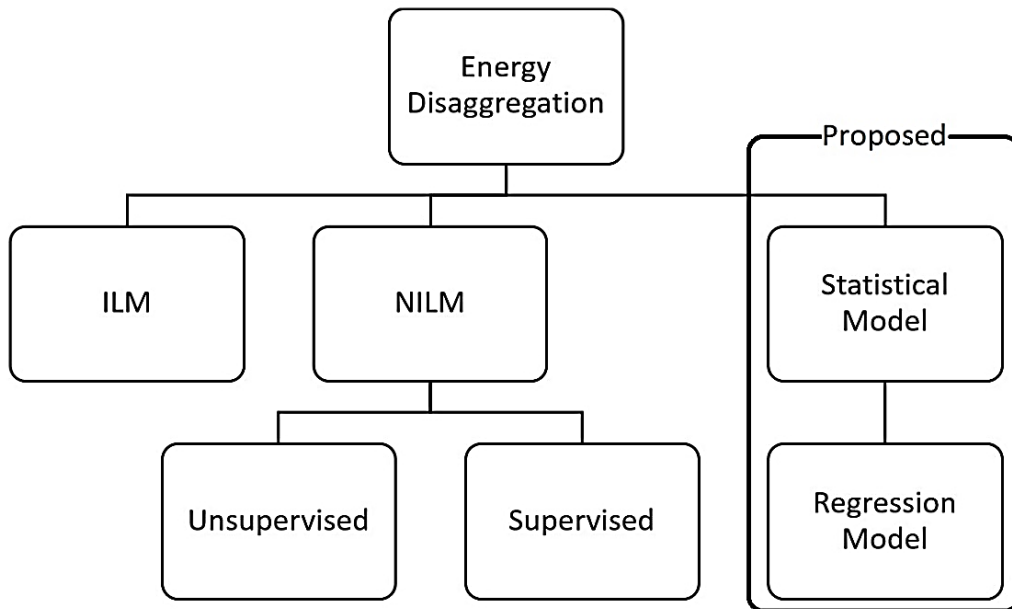 Energy
Disaggregation
Proposed
ILM
NILM
Statistical
Model
Unsupervised
Supervised
Regression
Model